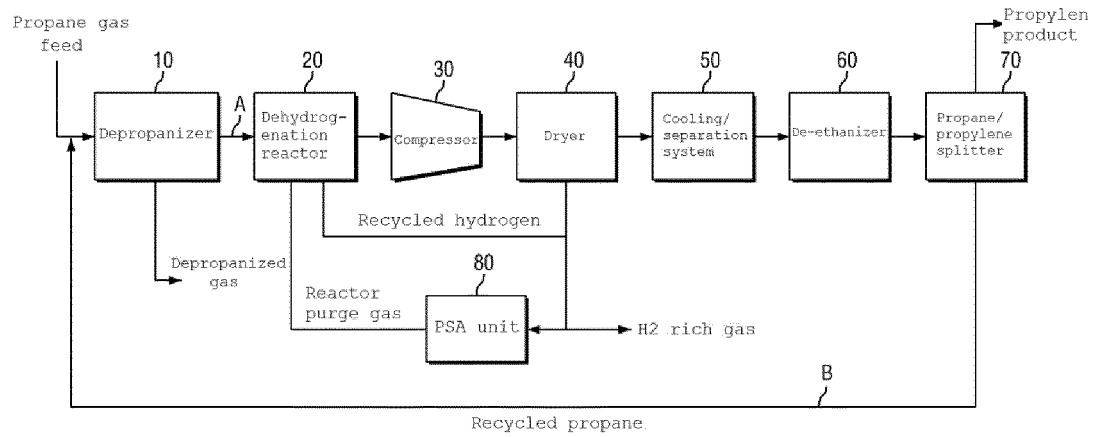 Propane gas
feed
Propylen
product
10
20
30
40
50
60
70
A
Depropanizer
Dehydrog-
enation
reactor
Compressor
Dryer
Cooling/
separation
system
De-ethanizer
Propane/
propylene
splitter
Recycled hydrogen
Depropanized
gas
Reactor
purge gas
80
PSA unit
H2 rich gas
B
Recycled propane